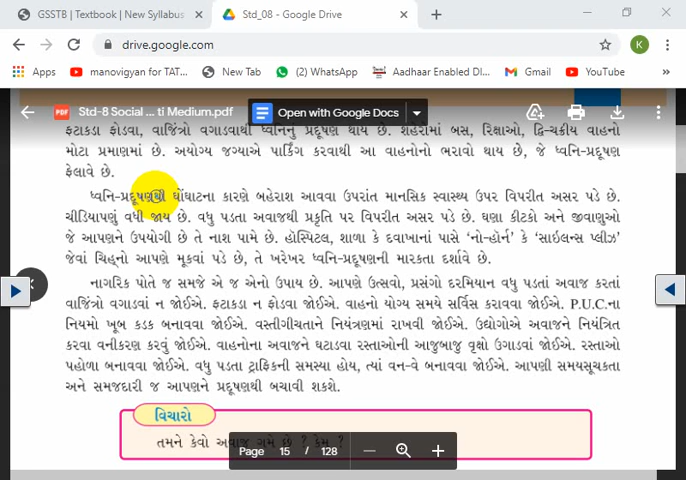 GSSTB | Textbook | New Syllabus
Std_08 - Google Drive
drive.google.com
K
Apps
manovigyan for TAT...
New Tab
(2) WhatsApp
Aadhaar Enabled DI...
Gmail
YouTube
PDF
Std-8 Social ... ti Medium.pdf
Open with Google Docs
ફટાકડા ફોડવા, વાજિંત્રો વગાડવાથી ધ્વનિનું પ્રદૂષણ થાય છે. શહેરોમાં બસ, રિક્ષાઓ, દ્વિ-ચક્રીય વાહનો
મોટા પ્રમાણમાં છે. અયોગ્ય જગ્યાએ પાર્કિંગ કરવાથી આ વાહનોનો ભરાવો થાય છે, જે ધ્વનિ-પ્રદૂષણ
ફેલાવે છે.
ધ્વનિ-પ્રદૂષણથી ઘોંઘાટના કારણે બહેરાશ આવવા ઉપરાંત માનસિક સ્વાસ્થ્ય ઉપર વિપરીત અસર પડે છે.
ચીડિયાપણું વધી જાય છે. વધુ પડતા અવાજથી પ્રકૃતિ પર વિપરીત અસર પડે છે. ઘણા કીટકો અને જીવાણુઓ
જે આપણને ઉપયોગી છે તે નાશ પામે છે. હૉસ્પિટલ, શાળા કે દવાખાનાં પાસે ‘નો-હૉર્ન’ કે ‘સાઇલન્સ પ્લીઝ’
જેવાં ચિહ્નો આપણે મૂકવાં પડે છે, તે ખરેખર ધ્વનિ-પ્રદૂષણની મારકતા દર્શાવે છે.
નાગરિક પોતે જ સમજે એ જ એનો ઉપાય છે. આપણે ઉત્સવો, પ્રસંગો દરમિયાન વધુ પડતાં અવાજ કરતાં
વાજિંત્રો વગાડવાં ન જોઈએ. ફટાકડા ન ફોડવા જોઈએ. વાહનો યોગ્ય સમયે સર્વિસ કરાવવા જોઈએ. P.U.C.ના
નિયમો ખૂબ કડક બનાવવા જોઈએ. વસ્તીગીચતાને નિયંત્રણમાં રાખવી જોઈએ. ઉદ્યોગોએ અવાજને નિયંત્રિત
કરવા વનીકરણ કરવું જોઈએ. વાહનોના અવાજને ઘટાડવા રસ્તાઓની આજુબાજુ વૃક્ષો ઉગાડવાં જોઈએ. રસ્તાઓ
પહોળા બનાવવા જોઈએ. વધુ પડતા ટ્રાફિકની સમસ્યા હોય, ત્યાં વન-વે બનાવવા જોઈએ. આપણી સમયસૂચકતા
અને સમજદારી જ આપણને પ્રદૂષણથી બચાવી શકશે.
વિચારો
તમને કેવો અવાજ ગમે છે ? કેમ ?
Page 15 / 128